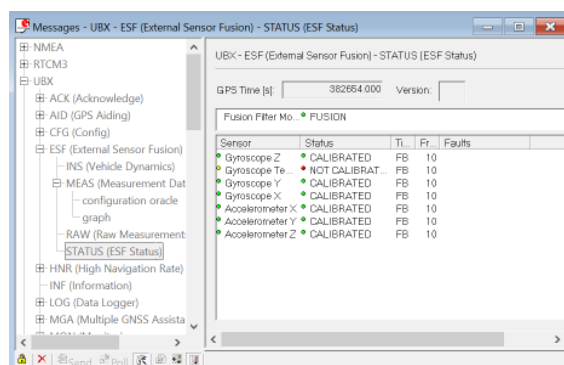 Messages - UBX - ESF (External Sensor Fusion) - STATUS (ESF Status)
NMEA
RTCM3
UBX
ACK (Acknowledge)
AID (GPS Aiding)
CFG (Config)
ESF (External Sensor Fusion)
INS (Vehicle Dynamics)
MEAS (Measurement Dat
configuration oracle
graph
RAW (Raw Measurement
STATUS (ESF Status)
HNR (High Navigation Rate)
INF (Information)
LOG (Data Logger)
MGA (Multiple GNSS Assista
UBX - ESF (External Sensor Fusion) - STATUS (ESF Status)
GPS Time [s]: 382654.000 Version:
Fusion Filter Mo... FUSION
Sensor Status Ti... Fr... Faults
Gyroscope Z CALIBRATED FB 10
Gyroscope Te... NOT CALIBRAT... FB 10
Gyroscope Y CALIBRATED FB 10
Gyroscope X CALIBRATED FB 10
Accelerometer X CALIBRATED FB 10
Accelerometer Y CALIBRATED FB 10
Accelerometer Z CALIBRATED FB 10
Send Poll